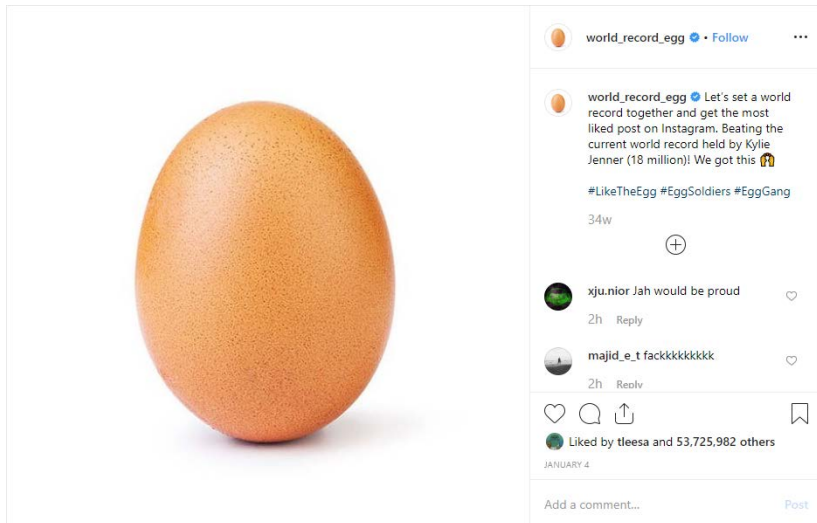 world_record_egg • Follow
world_record_egg Let's set a world
record together and get the most
liked post on Instagram. Beating the
current world record held by Kylie
Jenner (18 million)! We got this 🙌
#LikeTheEgg #EggSoldiers #EggGang
34w
xju.nior Jah would be proud
2h Reply
majid_e_t fackkkkkkkkk
2h Reply
Liked by tleesa and 53,725,982 others
JANUARY 4
Add a comment... Post